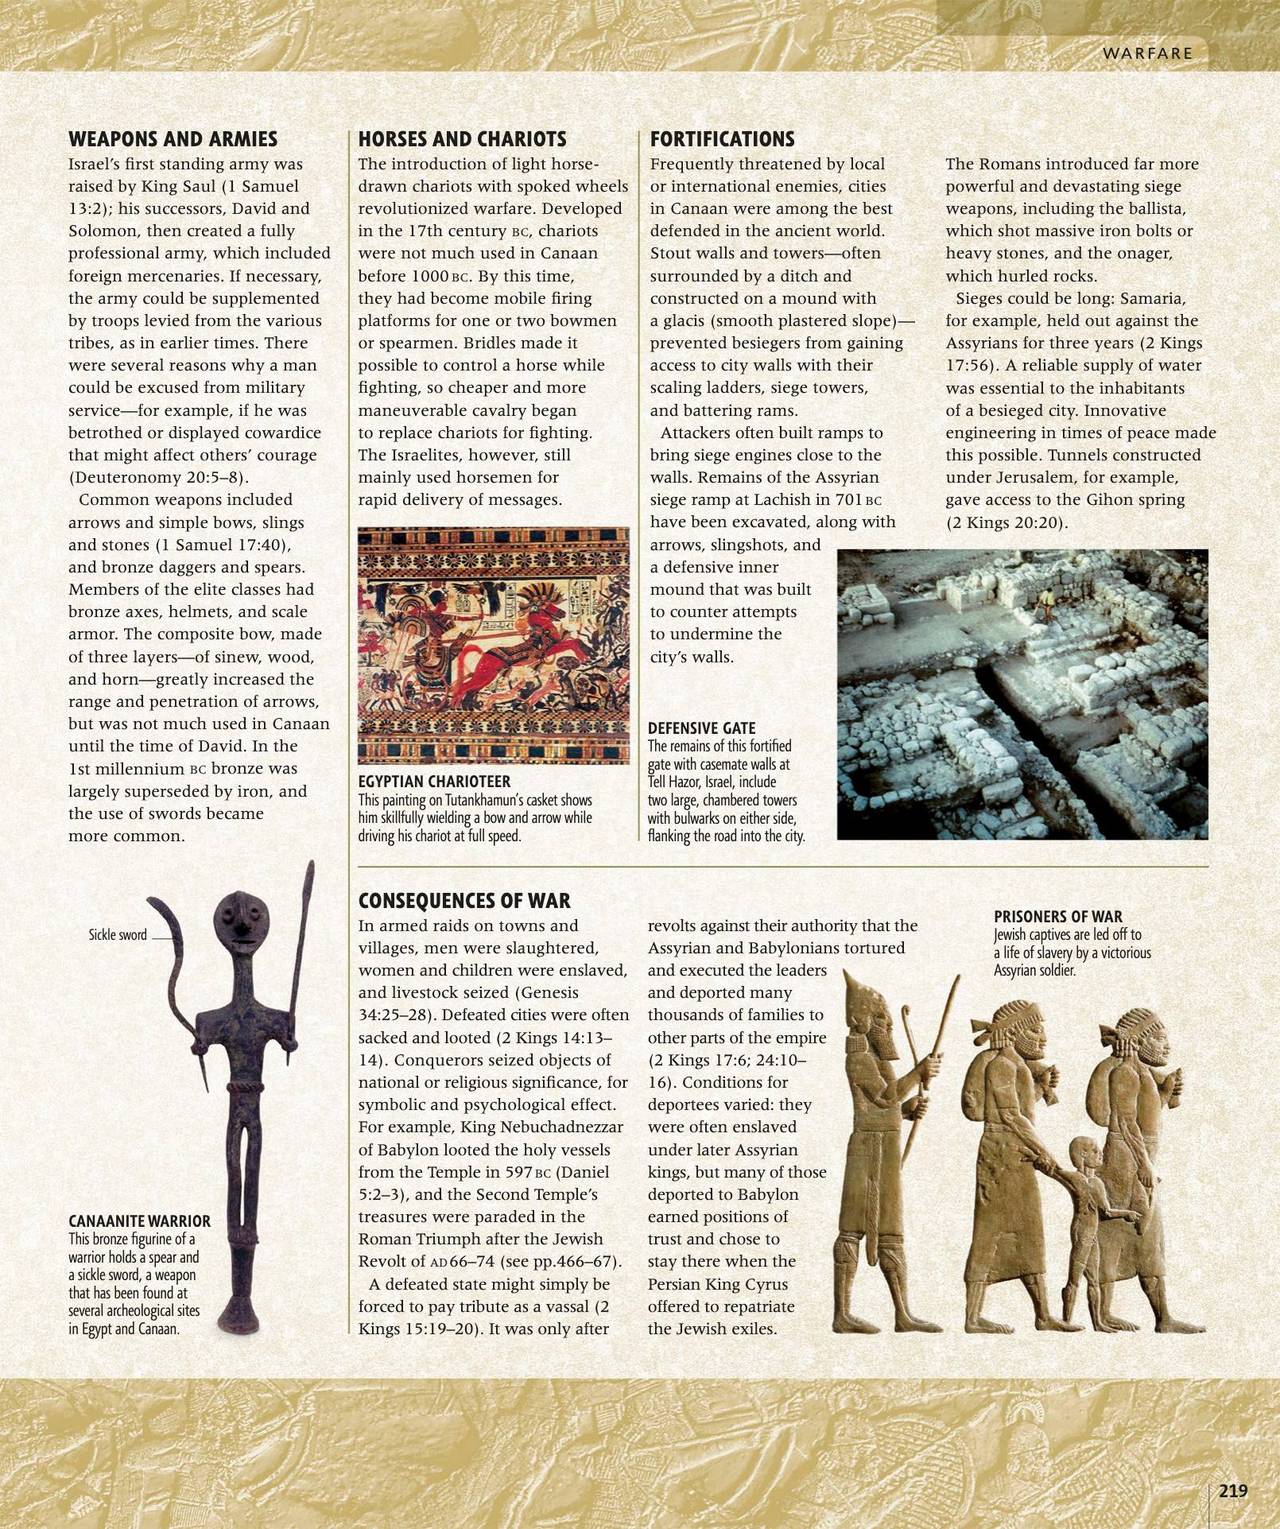 WARFARE
WEAPONS AND ARMIES
Israel's first standing army was
raised by King Saul (1 Samuel
13:2); his successors, David and
Solomon, then created a fully
professional army, which included
foreign mercenaries. If necessary,
the army could be supplemented
by troops levied from the various
tribes, as in earlier times. There
were several reasons why a man
could be excused from military
service—for example, if he was
betrothed or displayed cowardice
that might affect others' courage
(Deuteronomy 20:5–8).
Common weapons included
arrows and simple bows, slings
and stones (1 Samuel 17:40),
and bronze daggers and spears.
Members of the elite classes had
bronze axes, helmets, and scale
armor. The composite bow, made
of three layers—of sinew, wood,
and horn—greatly increased the
range and penetration of arrows,
but was not much used in Canaan
until the time of David. In the
1st millennium BC bronze was
largely superseded by iron, and
the use of swords became
more common.
Sickle sword
CANAANITE WARRIOR
This bronze figurine of a
warrior holds a spear and
a sickle sword, a weapon
that has been found at
several archeological sites
in Egypt and Canaan.
HORSES AND CHARIOTS
The introduction of light horse-
drawn chariots with spoked wheels
revolutionized warfare. Developed
in the 17th century BC, chariots
were not much used in Canaan
before 1000 BC. By this time,
they had become mobile firing
platforms for one or two bowmen
or spearmen. Bridles made it
possible to control a horse while
fighting, so cheaper and more
maneuverable cavalry began
to replace chariots for fighting.
The Israelites, however, still
mainly used horsemen for
rapid delivery of messages.
EGYPTIAN CHARIOTEER
This painting on Tutankhamun's casket shows
him skillfully wielding a bow and arrow while
driving his chariot at full speed.
FORTIFICATIONS
Frequently threatened by local
or international enemies, cities
in Canaan were among the best
defended in the ancient world.
Stout walls and towers—often
surrounded by a ditch and
constructed on a mound with
a glacis (smooth plastered slope)—
prevented besiegers from gaining
access to city walls with their
scaling ladders, siege towers,
and battering rams.
Attackers often built ramps to
bring siege engines close to the
walls. Remains of the Assyrian
siege ramp at Lachish in 701 BC
have been excavated, along with
arrows, slingshots, and
a defensive inner
mound that was built
to counter attempts
to undermine the
city's walls.
The Romans introduced far more
powerful and devastating siege
weapons, including the ballista,
which shot massive iron bolts or
heavy stones, and the onager,
which hurled rocks.
Sieges could be long: Samaria,
for example, held out against the
Assyrians for three years (2 Kings
17:56). A reliable supply of water
was essential to the inhabitants
of a besieged city. Innovative
engineering in times of peace made
this possible. Tunnels constructed
under Jerusalem, for example,
gave access to the Gihon spring
(2 Kings 20:20).
DEFENSIVE GATE
The remains of this fortified
gate with casemate walls at
Tell Hazor, Israel, include
two large, chambered towers
with bulwarks on either side,
flanking the road into the city.
CONSEQUENCES OF WAR
In armed raids on towns and
villages, men were slaughtered,
women and children were enslaved,
and livestock seized (Genesis
34:25–28). Defeated cities were often
sacked and looted (2 Kings 14:13–
14). Conquerors seized objects of
national or religious significance, for
symbolic and psychological effect.
For example, King Nebuchadnezzar
of Babylon looted the holy vessels
from the Temple in 597 BC (Daniel
5:2–3), and the Second Temple's
treasures were paraded in the
Roman Triumph after the Jewish
Revolt of AD 66–74 (see pp.466–67).
A defeated state might simply be
forced to pay tribute as a vassal (2
Kings 15:19–20). It was only after
revolts against their authority that the
Assyrian and Babylonians tortured
and executed the leaders
and deported many
thousands of families to
other parts of the empire
(2 Kings 17:6; 24:10–
16). Conditions for
deportees varied: they
were often enslaved
under later Assyrian
kings, but many of those
deported to Babylon
earned positions of
trust and chose to
stay there when the
Persian King Cyrus
offered to repatriate
the Jewish exiles.
PRISONERS OF WAR
Jewish captives are led off to
a life of slavery by a victorious
Assyrian soldier.
219